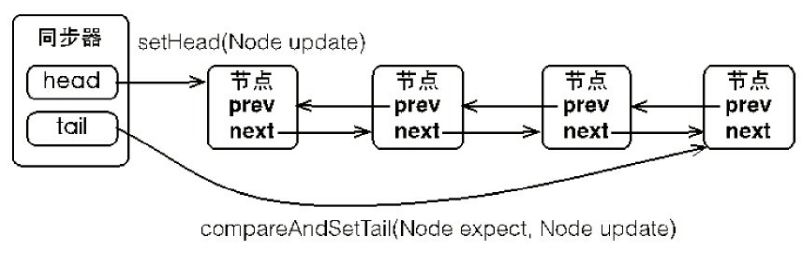 同步器
head
tail
setHead(Node update)
节点
prev
next
节点
prev
next
节点
prev
next
节点
prev
next
compareAndSetTail(Node expect, Node update)